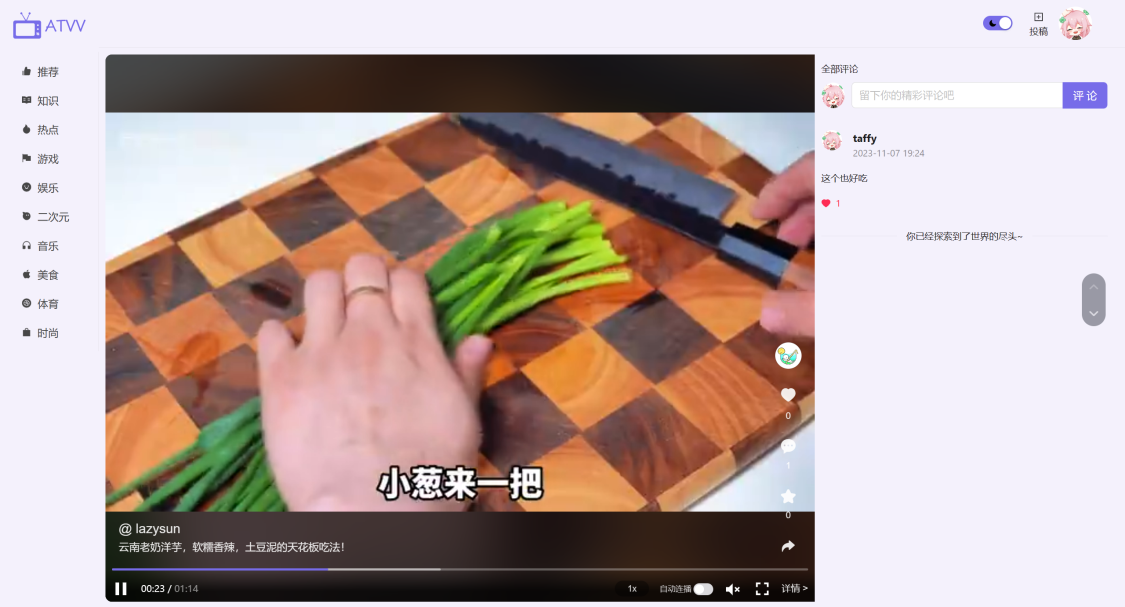 ATVV
投稿
推荐
知识
热点
游戏
娱乐
二次元
音乐
美食
体育
时尚
小葱来一把
0
1
0
@ lazysun
云南老奶洋芋，软糯香辣，土豆泥的天花板吃法！
00:23 / 01:14
1x
自动连播
详情 >
全部评论
留下你的精彩评论吧
评 论
taffy
2023-11-07 19:24
这个也好吃
1
你已经探索到了世界的尽头~